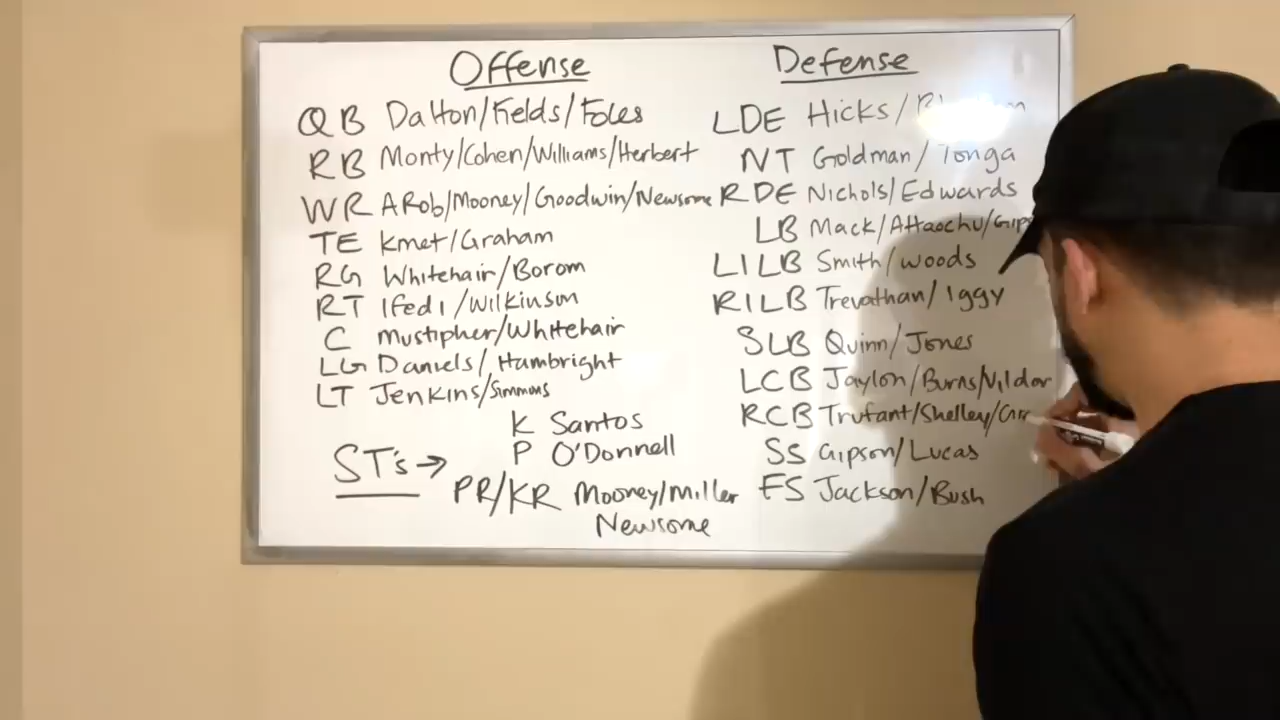 Offense
QB Dalton/Fields/Foles
RB Monty/Cohen/Williams/Herbert
WR ARob/Mooney/Goodwin/Newsome
TE Kmet/Graham
RG Whitehair/Borom
RT Ifedi/Wilkinson
C Mustipher/Whitehair
LG Daniels/Hambright
LT Jenkins/Simmons
ST's →
K Santos
P O'Donnell
PR/KR Mooney/Miller
Newsome
Defense
LDE Hicks/
NT Goldman/Tonga
RDE Nichols/Edwards
LB Mack/Attaochu/Gips
LILB Smith/Woods
RILB Trevathan/Iggy
SLB Quinn/Jones
LCB Jaylon/Burns/Vildor
RCB Trufant/Shelley/
SS Gipson/Lucas
FS Jackson/Bush